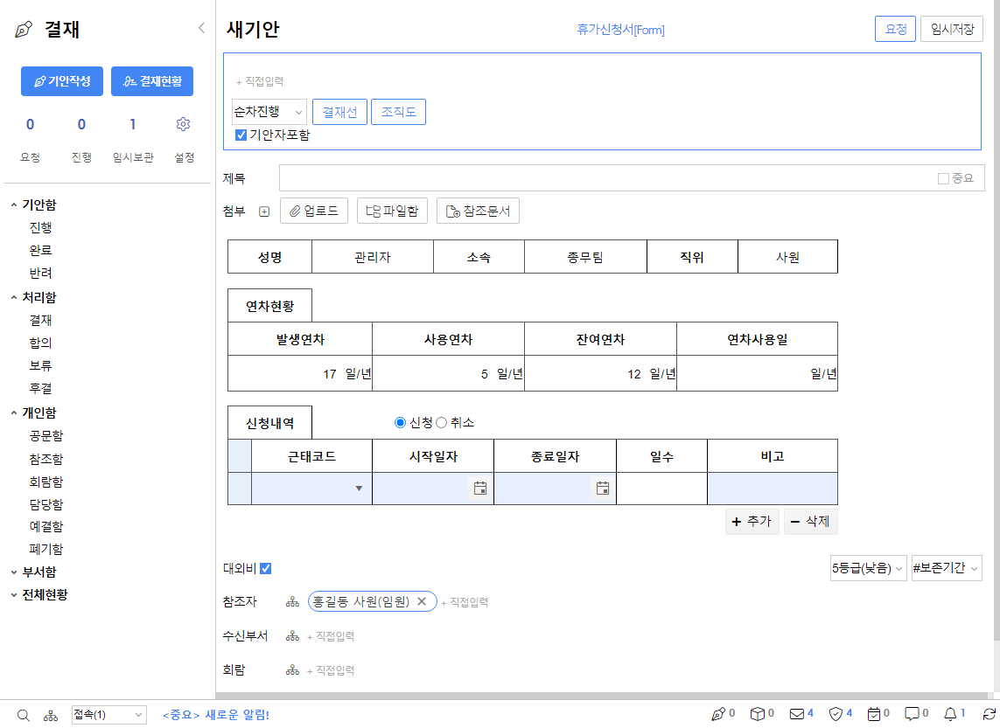 결재
기안작성 결재현황
0 0 1
요청 진행 임시보관 설정
기안함
진행
완료
반려
처리함
결재
합의
보류
후결
개인함
공문함
참조함
회람함
담당함
예결함
폐기함
부서함
전체현황
새기안 휴가신청서[Form] 요청 임시저장
+ 직접입력
순차진행 결재선 조직도
기안자포함
제목 중요
첨부 업로드 파일함 참조문서
성명 관리자 소속 총무팀 직위 사원
연차현황
발생연차 사용연차 잔여연차 연차사용일
17 일/년 5 일/년 12 일/년 일/년
신청내역 신청 취소
근태코드 시작일자 종료일자 일수 비고
+ 추가 − 삭제
대외비 5등급(낮음) #보존기간
참조자 홍길동 사원(임원) × + 직접입력
수신부서 + 직접입력
회람 + 직접입력
접속(1) <중요> 새로운 알림! 0 0 4 4 0 0 1